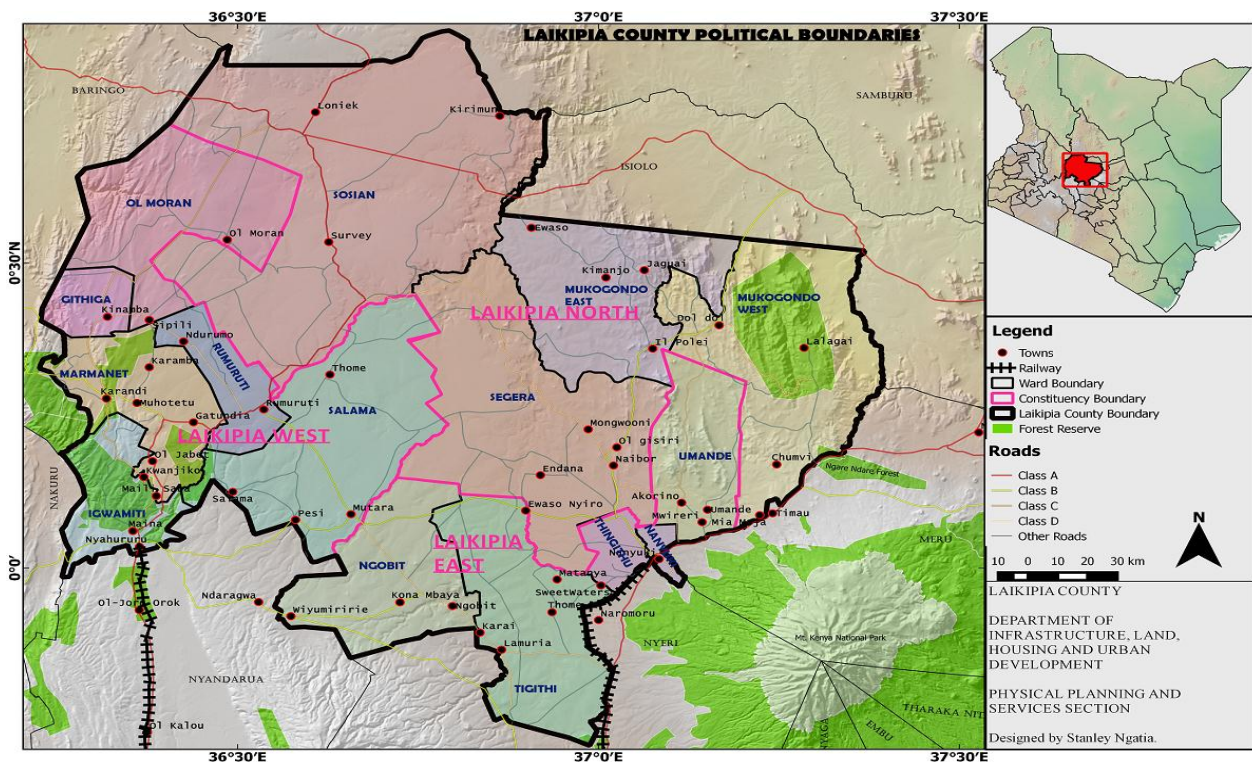 36°30'E
37°0'E
37°30'E
LAIKIPIA COUNTY POLITICAL BOUNDARIES
BARINGO
SAMBURU
ISIOLO
Loniek
Kirimun
OL MORAN
SOSIAN
Ol Moran
Survey
Ewaso
0°30'N
Jaguai
Kimanjo
MUKOGONDO
EAST
MUKOGONDO
WEST
GITHIGA
Kinamba
LAIKIPIA NORTH
Sipili
Ndurumo
Dol dol
Il Polei
Lalagai
RUMURUTI
Karamba
MARMANET
Thome
Karandi
Muhotetu
SALAMA
SEGERA
Rumuruti
Gatundia
LAIKIPIA WEST
Mongwooni
Ol gisiri
Naibor
UMANDE
Chumvi
Ol Jabet
Kwanjiko
NAKURU
Endana
Ngare Ndare Forest
Salama
Akorino
Ewaso Nyiro
IGWAMITI
Pesi
Mutara
Umande
Mwireri
Mia Moja
Timau
Maina
Nyahururu
THINGITHU
LAIKIPIA
EAST
MERU
0°0'
NGOBIT
Matanya
SweetWaters
Ndaragwa
Kona Mbaya
Ngobit
Thome
Wiyumiririe
Naromoru
Karai
Lamuria
NYERI
Mt. Kenya National Park
NYANDARUA
TIGITHI
Ol Kalou
EMBU
36°30'E
37°0'E
37°30'E
Legend
Towns
Railway
Ward Boundary
Constituency Boundary
Laikipia County Boundary
Forest Reserve
Roads
Class A
Class B
Class C
Class D
Other Roads
N
10 0 10 20 30 km
LAIKIPIA COUNTY
DEPARTMENT OF
INFRASTRUCTURE, LAND,
HOUSING AND URBAN
DEVELOPMENT
PHYSICAL PLANNING AND
SERVICES SECTION
Designed by Stanley Ngatia.